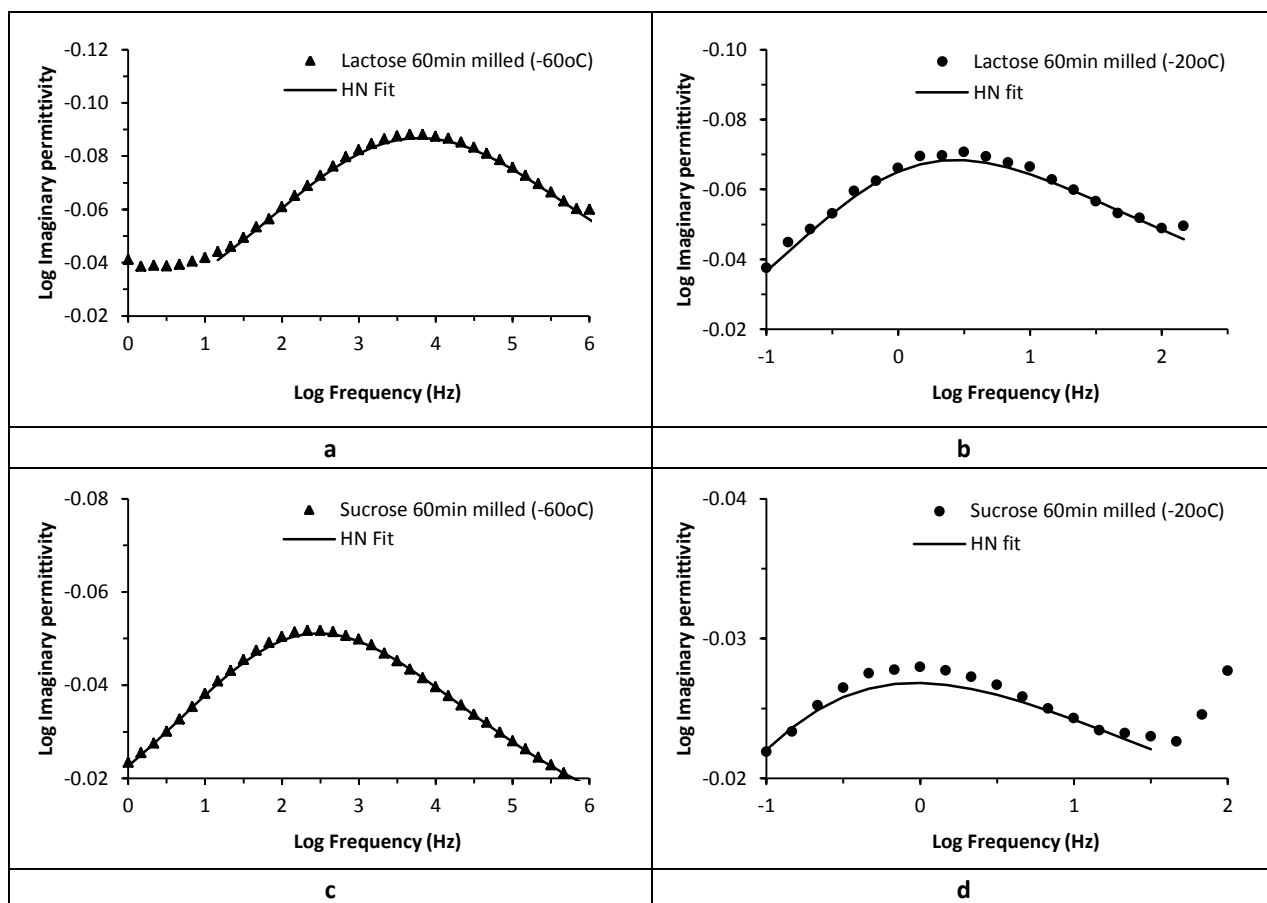 -0.12
-0.10
-0.08
-0.06
-0.04
-0.02
Log Imaginary permittivity
Lactose 60min milled (-60oC)
HN Fit
0 1 2 3 4 5 6
Log Frequency (Hz)
a
-0.10
-0.08
-0.06
-0.04
-0.02
Log Imaginary permittivity
Lactose 60min milled (-20oC)
HN fit
-1 0 1 2
Log Frequency (Hz)
b
-0.08
-0.06
-0.04
-0.02
Log Imaginary permittivity
Sucrose 60min milled (-60oC)
HN Fit
0 1 2 3 4 5 6
Log Frequency (Hz)
c
-0.04
-0.03
-0.02
Log Imaginary permittivity
Sucrose 60min milled (-20oC)
HN fit
-1 0 1 2
Log Frequency (Hz)
d